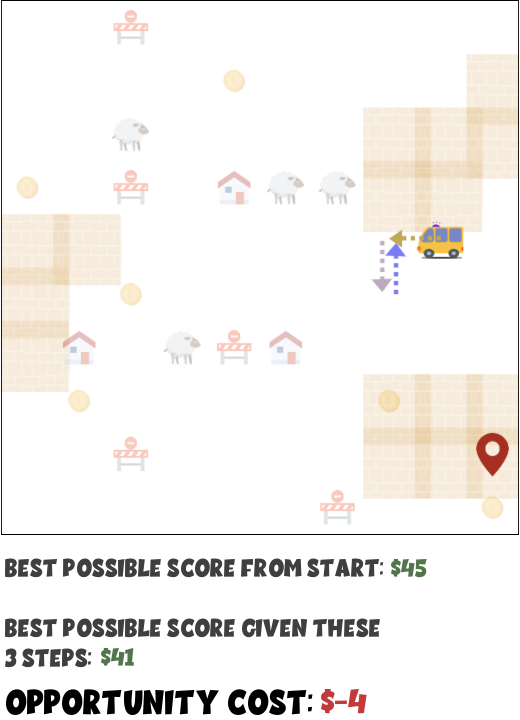 BEST POSSIBLE SCORE FROM START: $45
BEST POSSIBLE SCORE GIVEN THESE
3 STEPS: $41
OPPORTUNITY COST: $-4